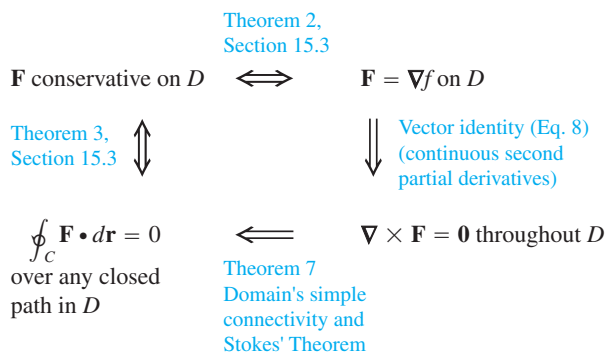 Theorem 2,
Section 15.3
F conservative on D ⟺ F = ∇f on D
Theorem 3,
Section 15.3
⇕
⇓
Vector identity (Eq. 8)
(continuous second
partial derivatives)
∮_C F • dr = 0 ⟸ ∇ × F = 0 throughout D
over any closed
path in D
Theorem 7
Domain's simple
connectivity and
Stokes' Theorem